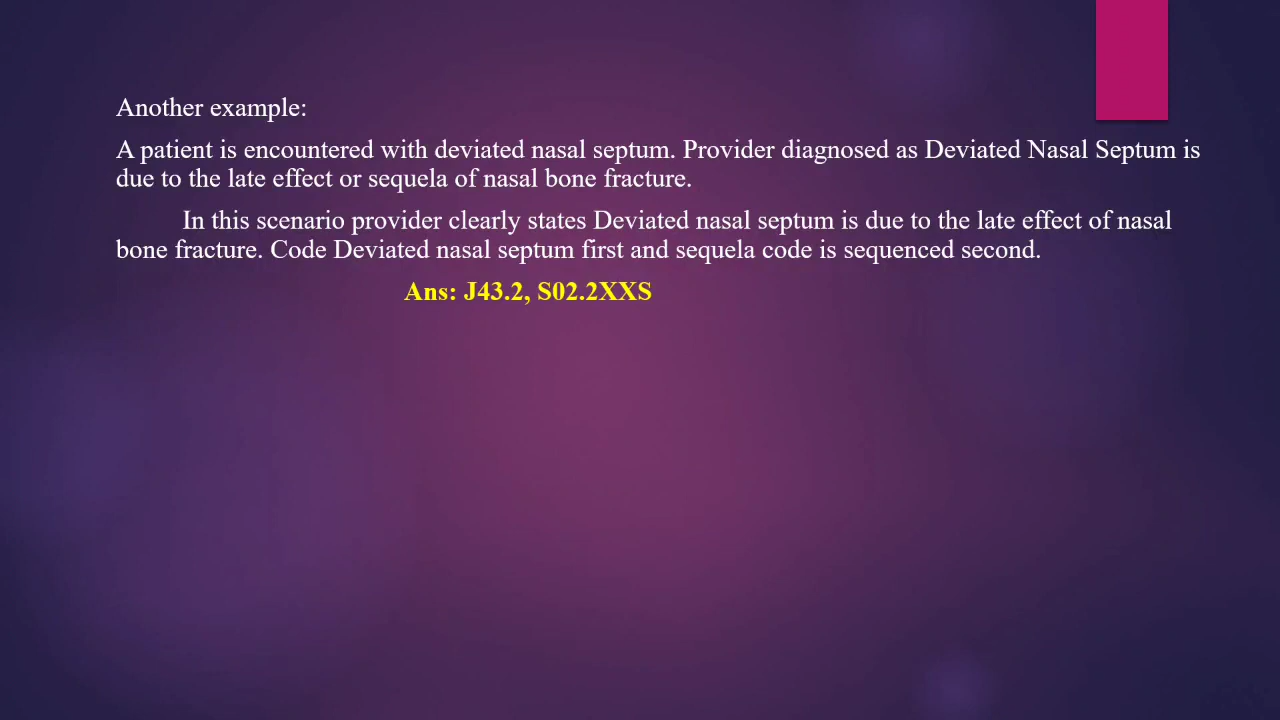 Another example:
A patient is encountered with deviated nasal septum. Provider diagnosed as Deviated Nasal Septum is
due to the late effect or sequela of nasal bone fracture.
In this scenario provider clearly states Deviated nasal septum is due to the late effect of nasal
bone fracture. Code Deviated nasal septum first and sequela code is sequenced second.
Ans: J43.2, S02.2XXS